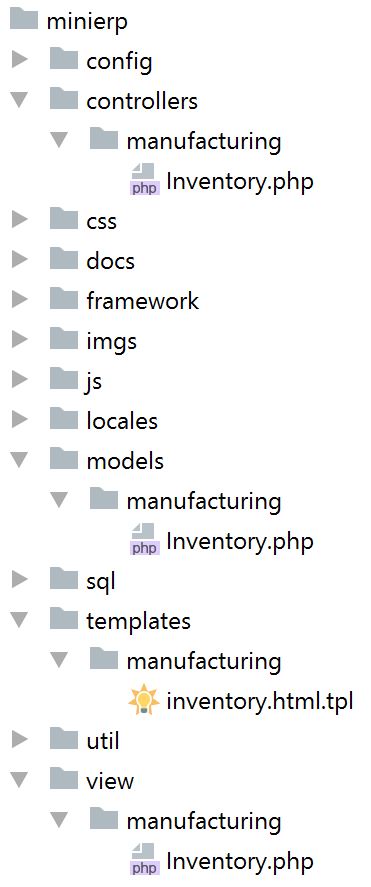 minierp
config
controllers
manufacturing
php Inventory.php
css
docs
framework
imgs
js
locales
models
manufacturing
php Inventory.php
sql
templates
manufacturing
inventory.html.tpl
util
view
manufacturing
php Inventory.php